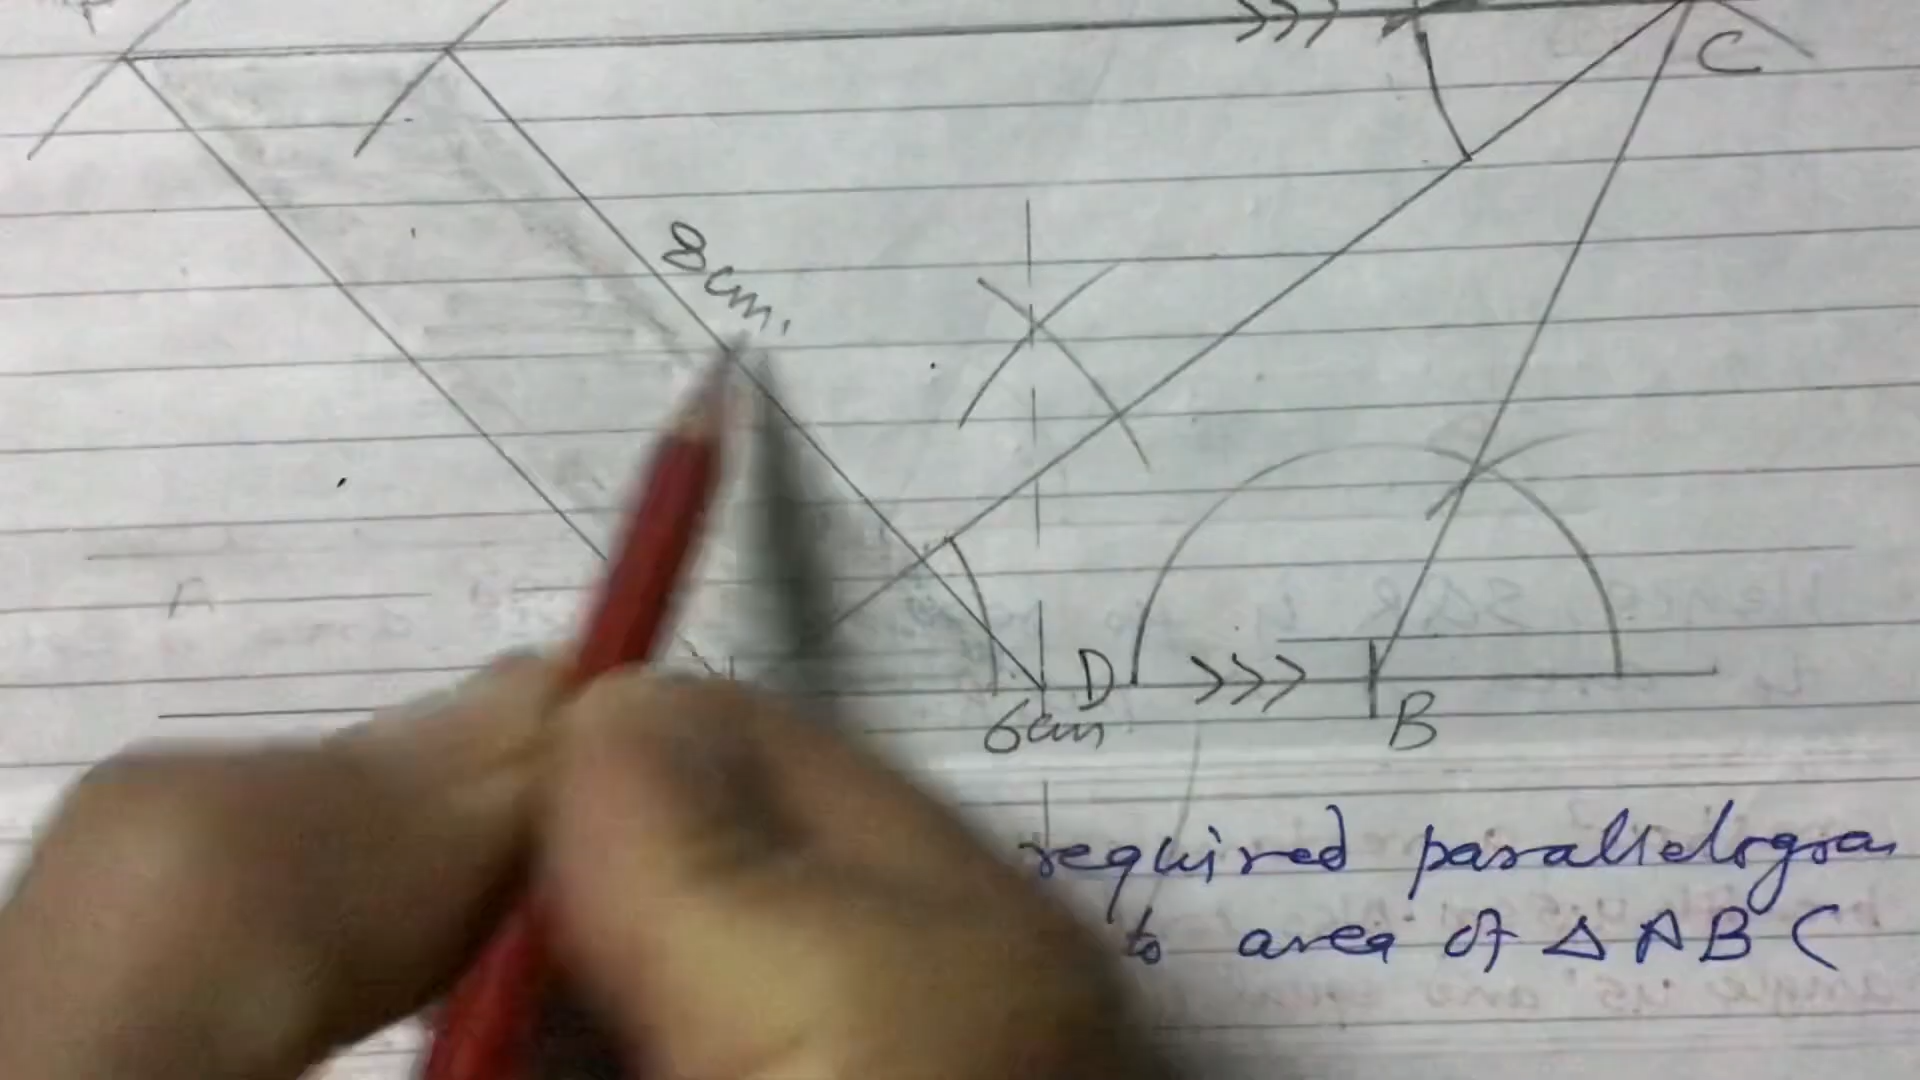 C
8cm.
D
6cm
B
required parallelogra
to area of △ ABC